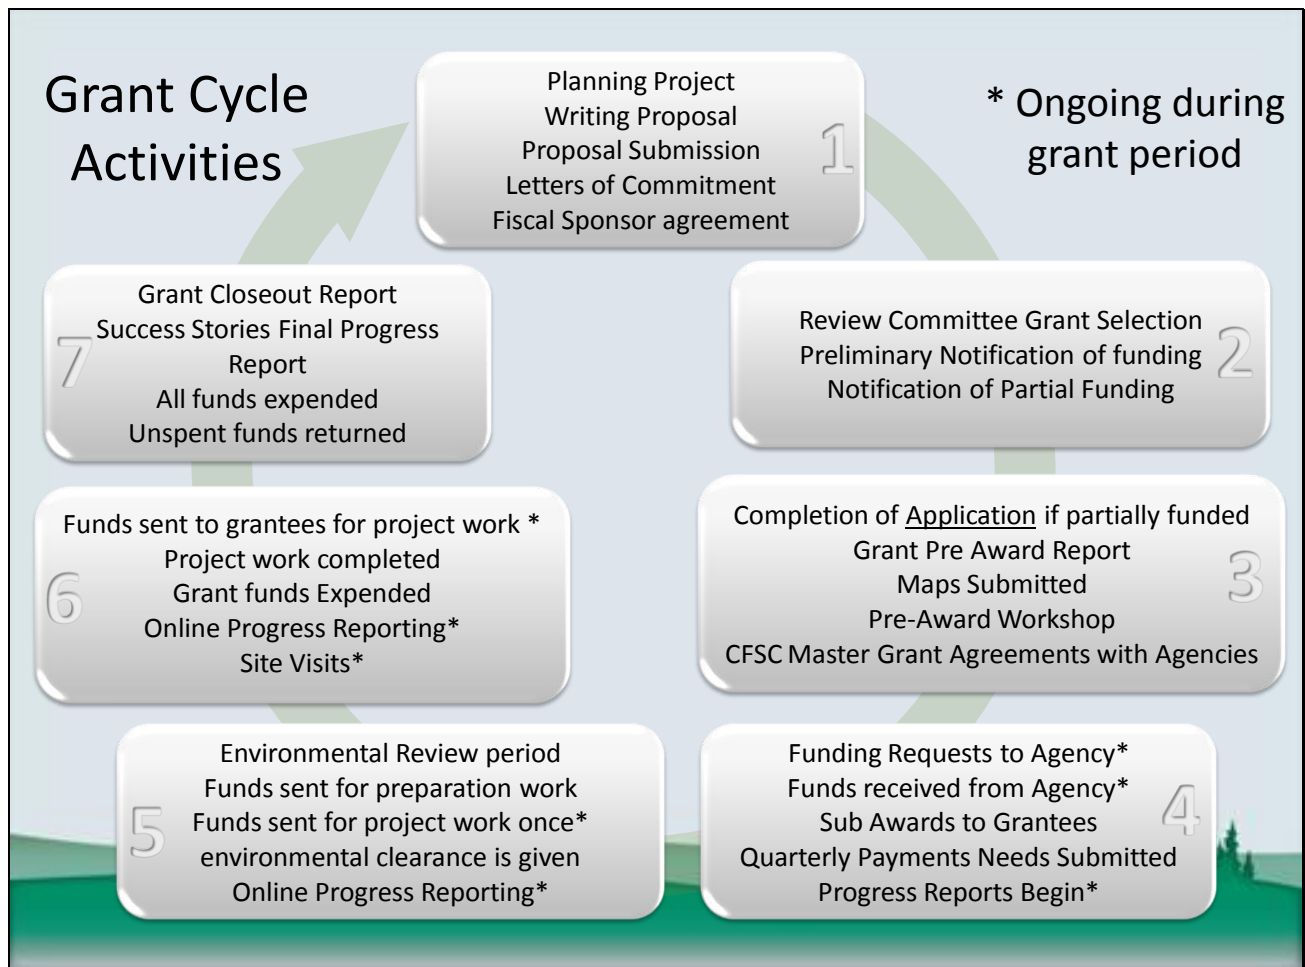 Grant Cycle
Activities
* Ongoing during
grant period
Planning Project
Writing Proposal
Proposal Submission
Letters of Commitment
Fiscal Sponsor agreement
1
Review Committee Grant Selection
Preliminary Notification of funding
Notification of Partial Funding
2
Completion of Application if partially funded
Grant Pre Award Report
Maps Submitted
Pre-Award Workshop
CFSC Master Grant Agreements with Agencies
3
Funding Requests to Agency*
Funds received from Agency*
Sub Awards to Grantees
Quarterly Payments Needs Submitted
Progress Reports Begin*
4
Environmental Review period
Funds sent for preparation work
Funds sent for project work once*
environmental clearance is given
Online Progress Reporting*
5
Funds sent to grantees for project work *
Project work completed
Grant funds Expended
Online Progress Reporting*
Site Visits*
6
Grant Closeout Report
Success Stories Final Progress
Report
All funds expended
Unspent funds returned
7